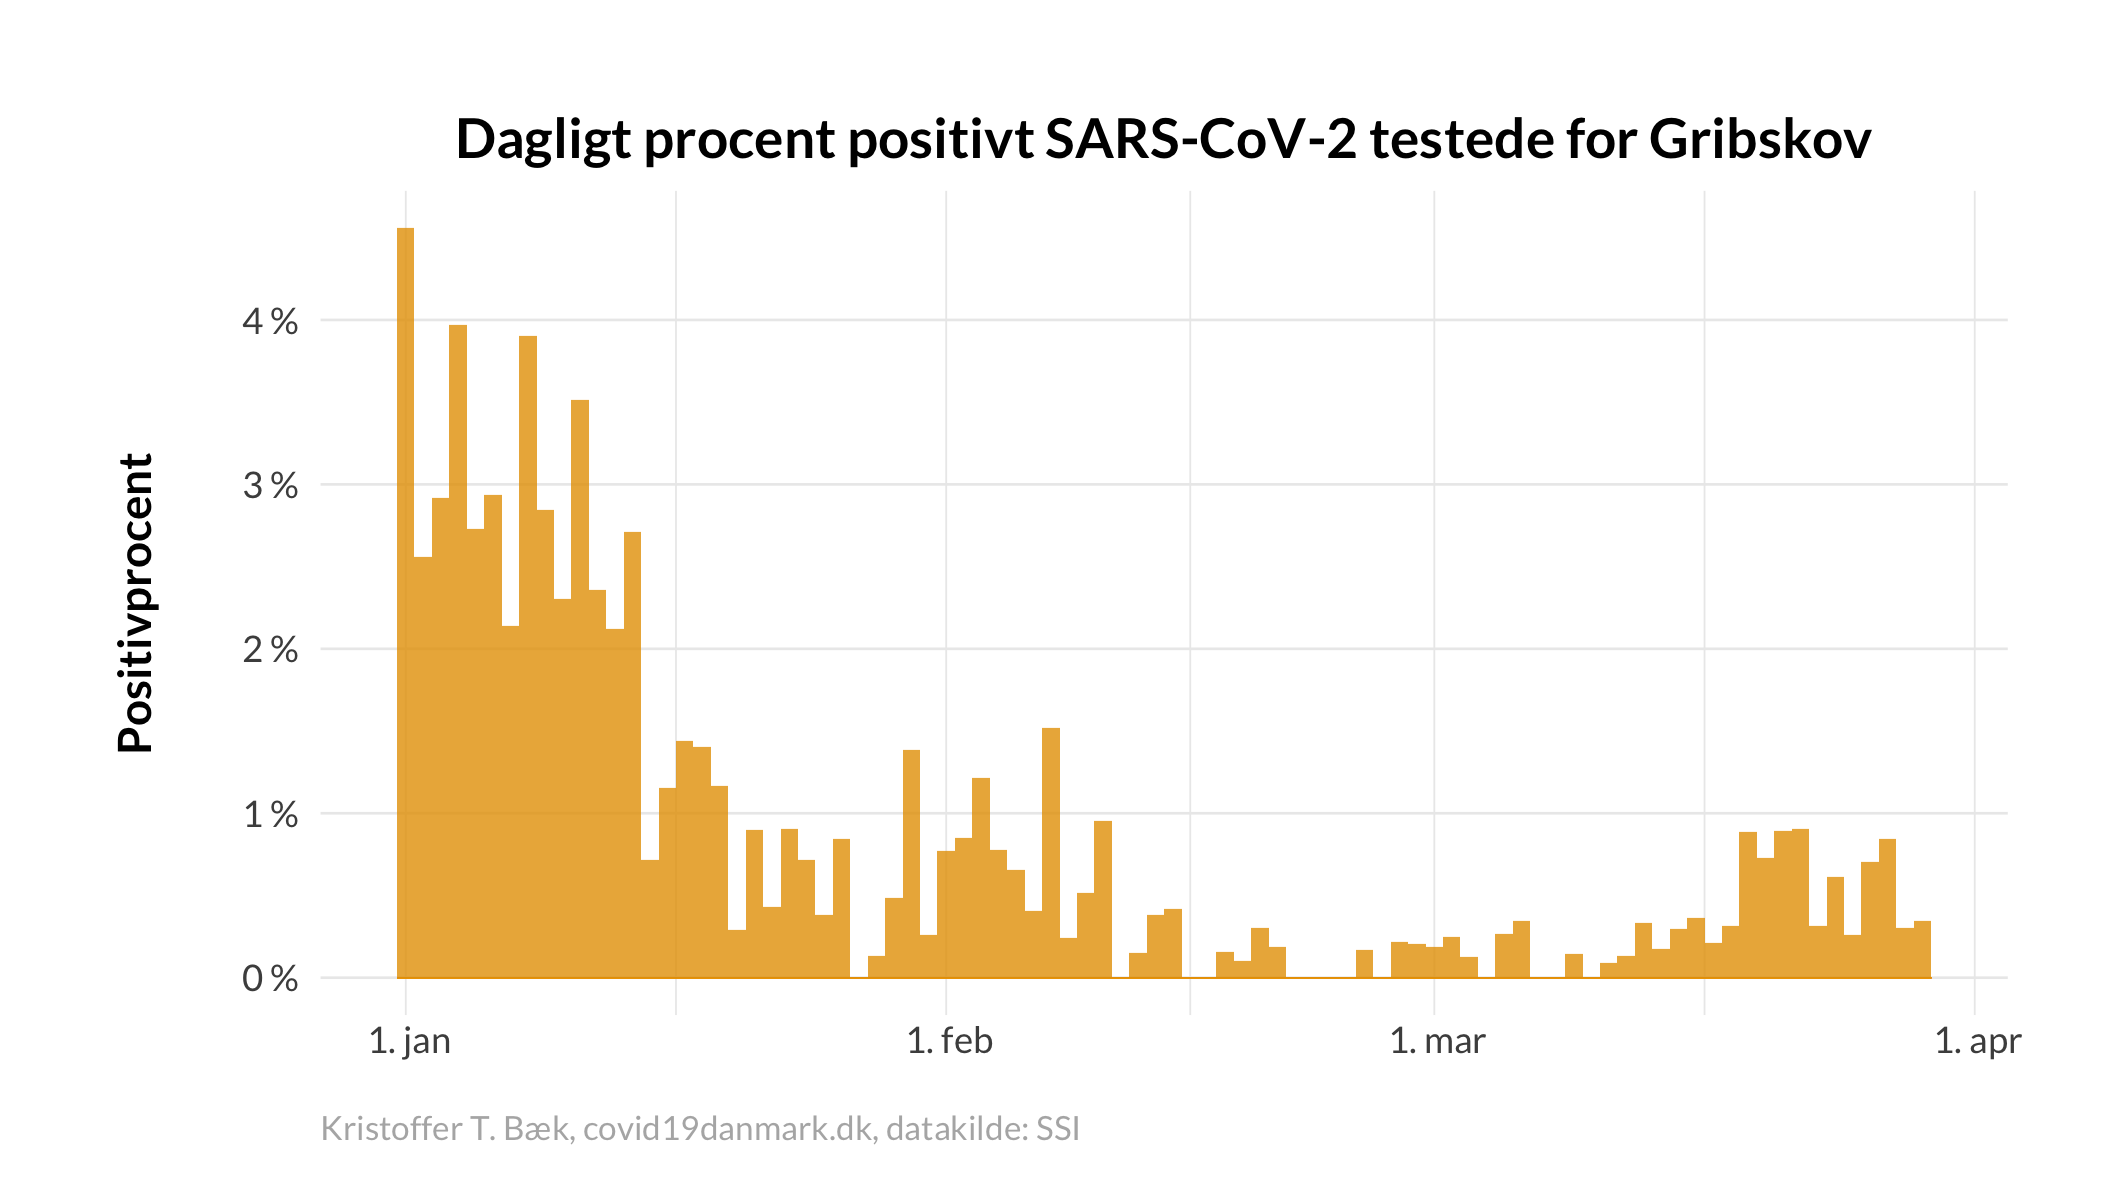 Dagligt procent positivt SARS-CoV-2 testede for Gribskov
Positivprocent
4 %
3 %
2 %
1 %
0 %
1. jan
1. feb
1. mar
1. apr
Kristoffer T. Bæk, covid19danmark.dk, datakilde: SSI